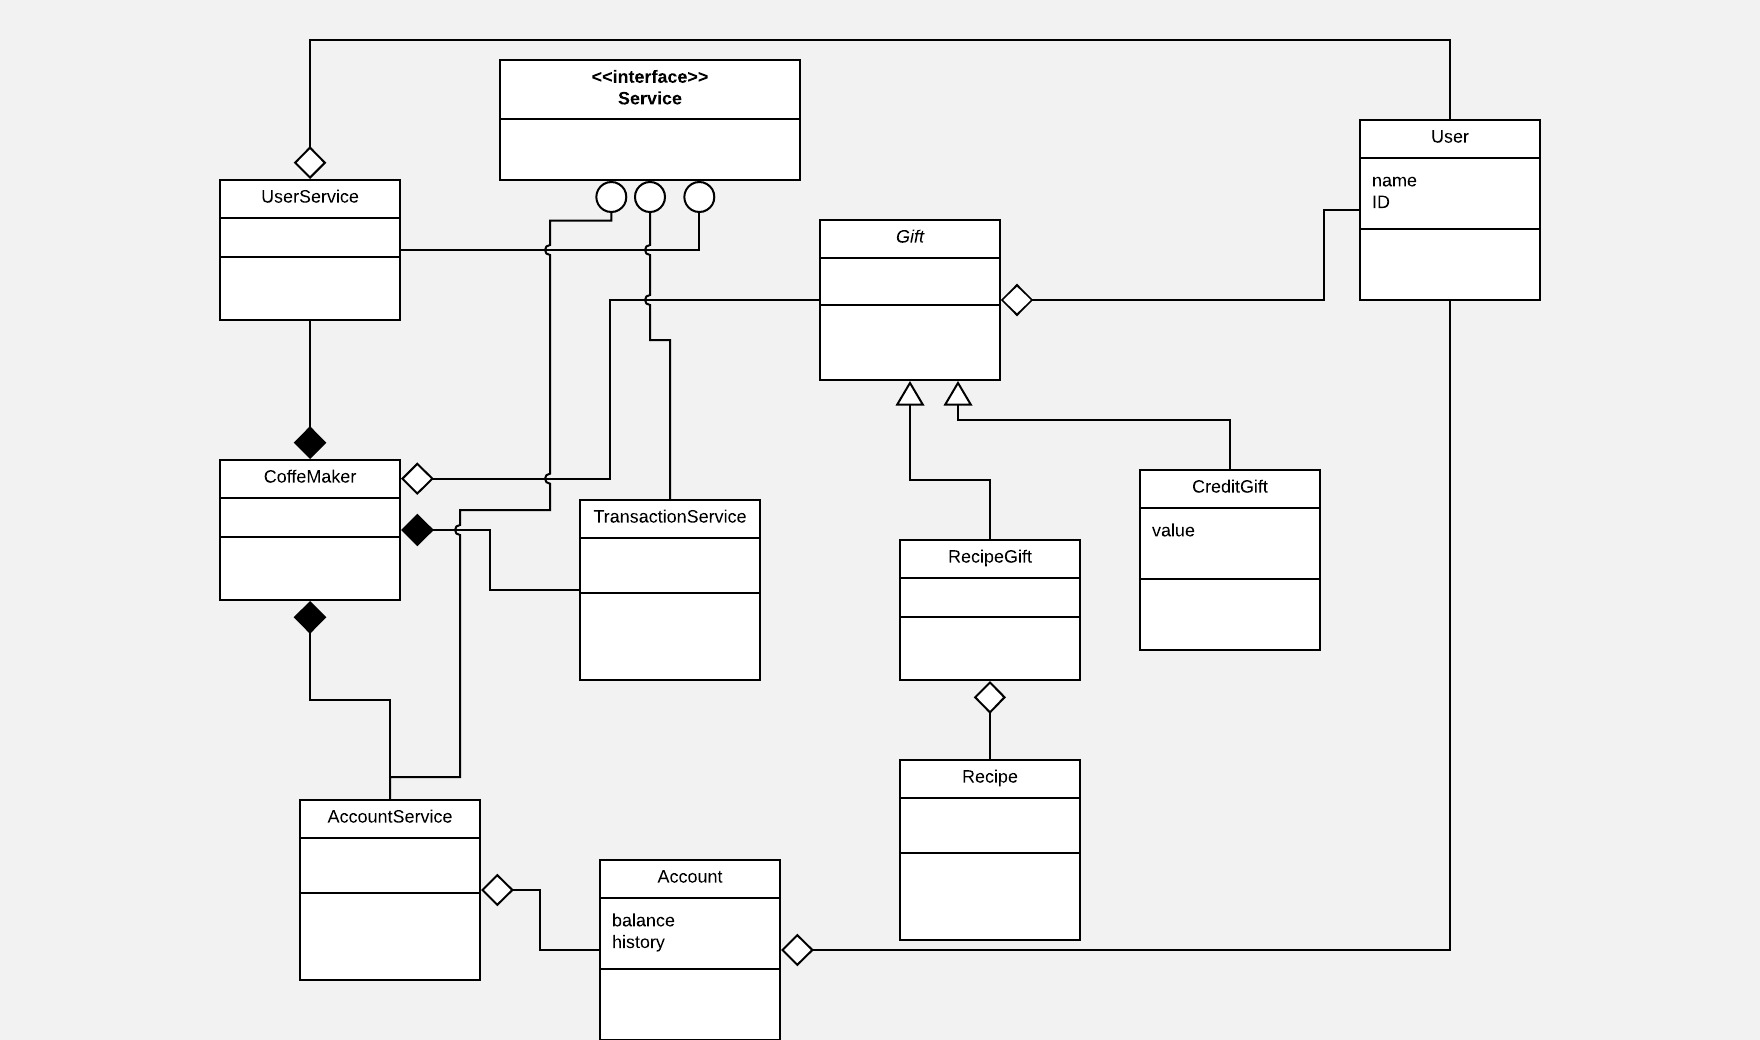 <<interface>>
Service
User
name
ID
UserService
Gift
CoffeMaker
TransactionService
CreditGift
value
RecipeGift
Recipe
AccountService
Account
balance
history